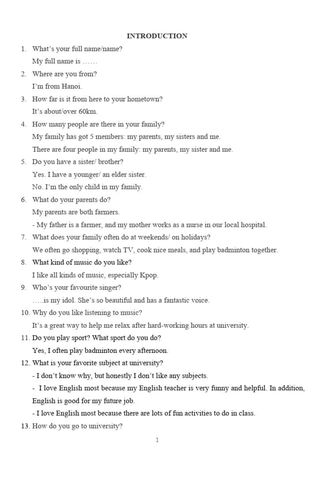 INTRODUCTION
1. What's your full name/name?
My full name is ……
2. Where are you from?
I'm from Hanoi.
3. How far is it from here to your hometown?
It's about/over 60km.
4. How many people are there in your family?
My family has got 5 members: my parents, my sisters and me.
There are four people in my family: my parents, my sister and me.
5. Do you have a sister/ brother?
Yes. I have a younger/ an elder sister.
No. I'm the only child in my family.
6. What do your parents do?
My parents are both farmers.
- My father is a farmer, and my mother works as a nurse in our local hospital.
7. What does your family often do at weekends/ on holidays?
We often go shopping, watch TV, cook nice meals, and play badminton together.
8. What kind of music do you like?
I like all kinds of music, especially Kpop.
9. Who's your favourite singer?
…..is my idol. She's so beautiful and has a fantastic voice.
10. Why do you like listening to music?
It's a great way to help me relax after hard-working hours at university.
11. Do you play sport? What sport do you do?
Yes, I often play badminton every afternoon.
12. What is your favorite subject at university?
- I don't know why, but honestly I don't like any subjects.
- I love English most because my English teacher is very funny and helpful. In addition,
English is good for my future job.
- I love English most because there are lots of fun activities to do in class.
13. How do you go to university?
1